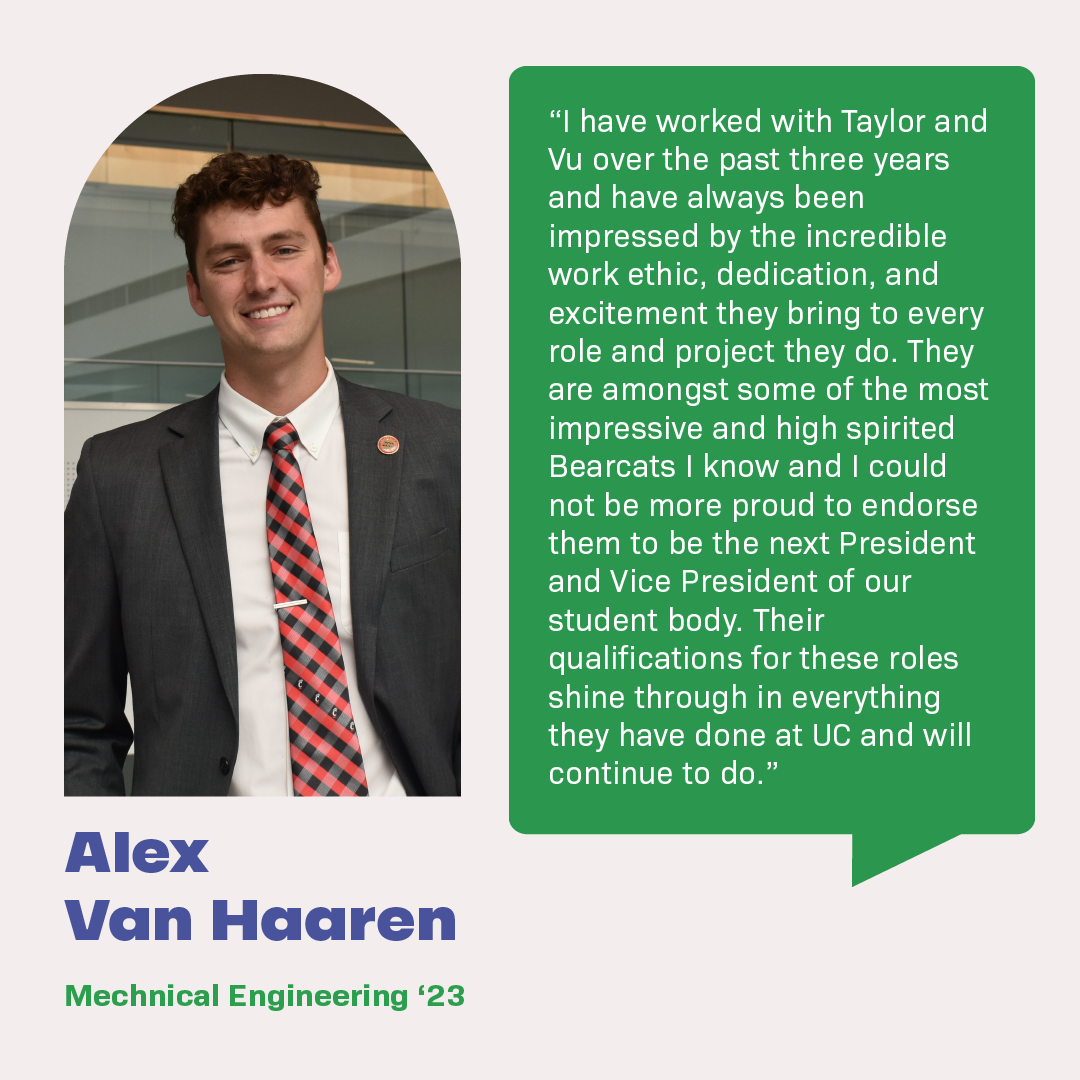 “I have worked with Taylor and
Vu over the past three years
and have always been
impressed by the incredible
work ethic, dedication, and
excitement they bring to every
role and project they do. They
are amongst some of the most
impressive and high spirited
Bearcats I know and I could
not be more proud to endorse
them to be the next President
and Vice President of our
student body. Their
qualifications for these roles
shine through in everything
they have done at UC and will
continue to do.”
Alex
Van Haaren
Mechnical Engineering ‘23